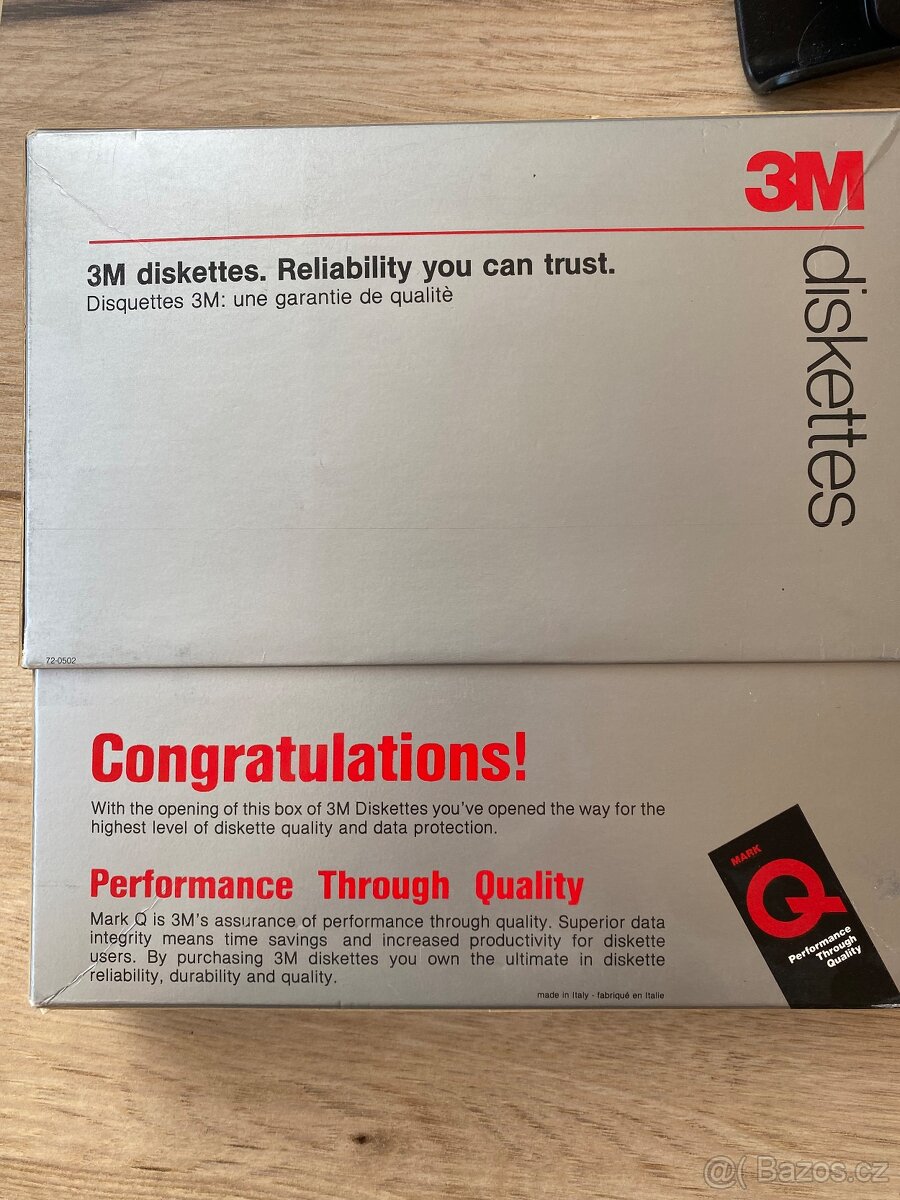 3M
3M diskettes. Reliability you can trust.
Disquettes 3M: une garantie de qualitè
diskettes
72-0502
Congratulations!
With the opening of this box of 3M Diskettes you've opened the way for the
highest level of diskette quality and data protection.
Performance Through Quality
Mark Q is 3M's assurance of performance through quality. Superior data
integrity means time savings and increased productivity for diskette
users. By purchasing 3M diskettes you own the ultimate in diskette
reliability, durability and quality.
made in Italy - fabriqué en Italie
MARK
Q
Performance
Through
Quality
@( Bazos.cz